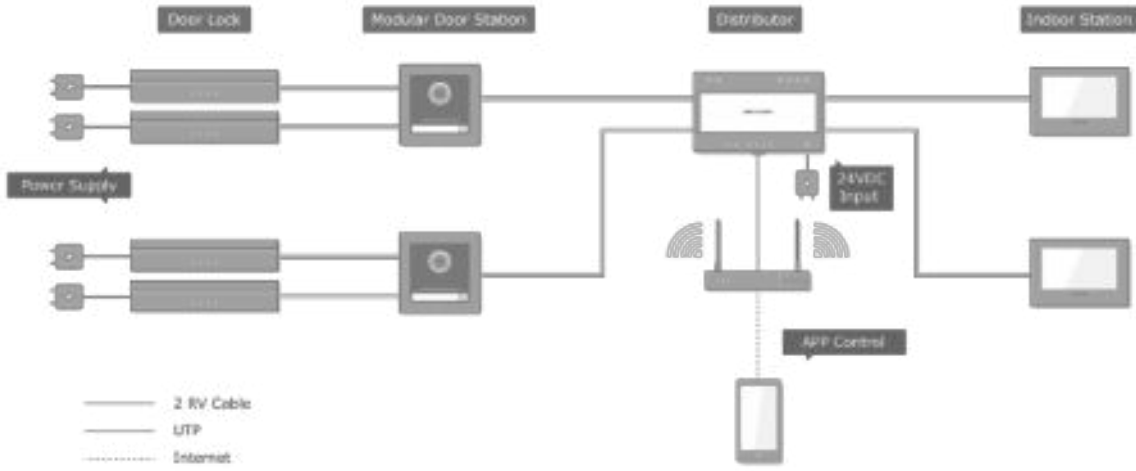 Door Lock
Modular Door Station
Distributor
Indoor Station
Power Supply
24VDC
Input
APP Control
2 RV Cable
UTP
Internet